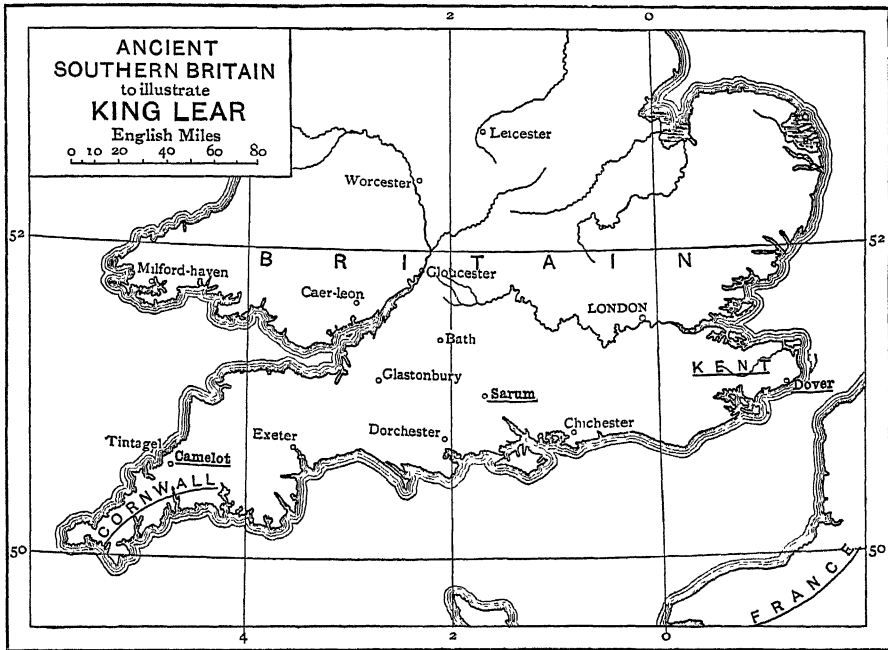 2 0
ANCIENT
SOUTHERN BRITAIN
to illustrate
KING LEAR
English Miles
0 10 20 40 60 80
Leicester
Worcester
52 52
BRITAIN
Milford-haven
Gloucester
Caer-leon
LONDON
Bath
KENT
Glastonbury
Dover
Sarum
Chichester
Dorchester
Exeter
Tintagel
Camelot
CORNWALL
50 50
FRANCE
4 2 0